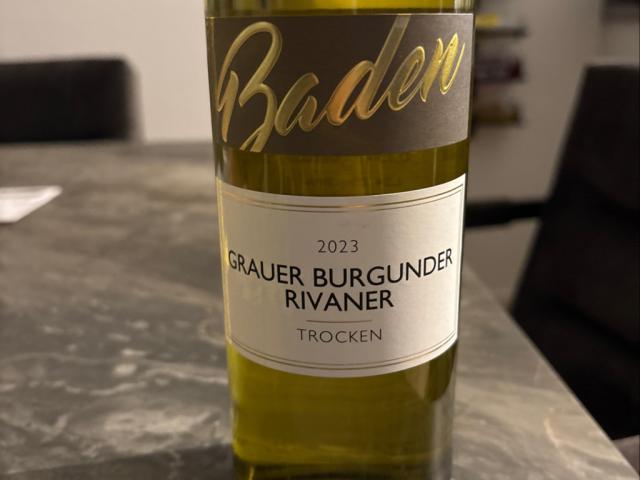 Baden
2023
GRAUER BURGUNDER
RIVANER
TROCKEN